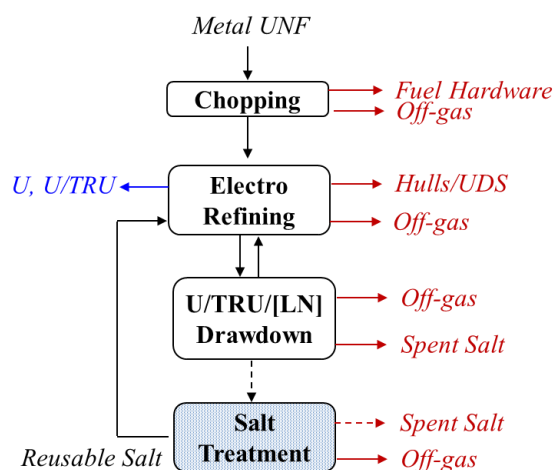 Metal UNF
Chopping
Fuel Hardware
Off-gas
U, U/TRU
Electro
Refining
Hulls/UDS
Off-gas
U/TRU/[LN]
Drawdown
Off-gas
Spent Salt
Salt
Treatment
Spent Salt
Off-gas
Reusable Salt